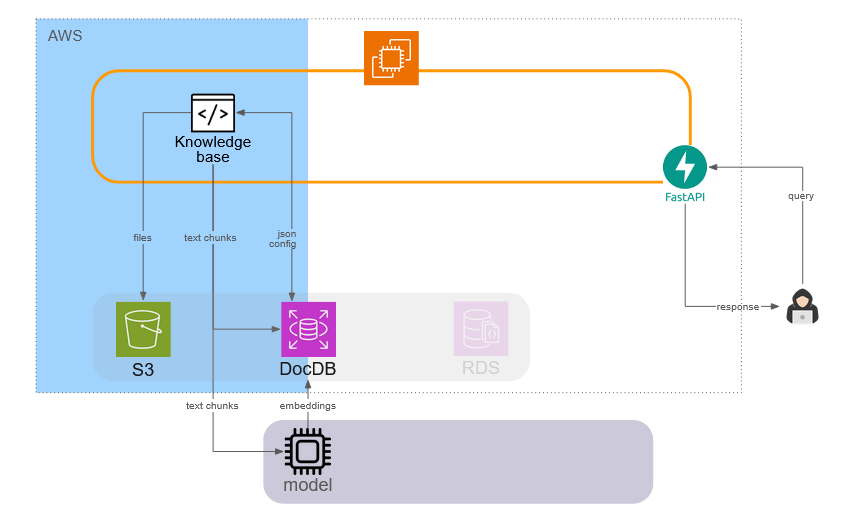 AWS
</>
Knowledge
base
FastAPI
query
files
text chunks
json
config
response
S3
DocDB
RDS
text chunks
embeddings
model